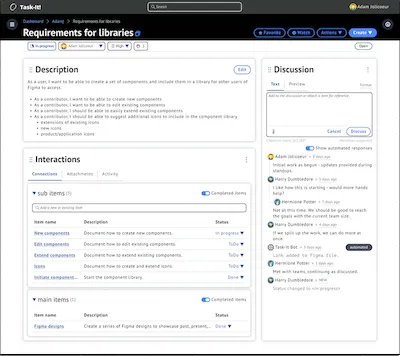 Task-It!
Search
Adam Jolicoeur
Dashboard > Adamj > Requirements for libraries
Requirements for libraries
Favorite
Watch
Actions
Create
In progress
Adam Jolicoeur
High
3
Open
Description
Edit
As a user, I want to be able to create a set of components and include them in a library for other users of
Figma to access.
As a contributor, I want to be able to create new components
As a contributor, I want to be able to edit existing components
As a contributor, I should be able to easily extend existing components
As a contributor, I should be able to suggest additional icons to include in the component library.
extensions of existing icons
new icons
product/application icons
Interactions
Connections
Attachments
Activity
sub items
Completed items
Add a new or existing item
Item name
Description
Status
New components
Document how to create new components.
In progress
Edit components
Document how to edit existing components.
ToDo
Extend components
Document how to extend existing components.
ToDo
Icons
Document how to create and extend icons.
ToDo
Initiate component...
Start the component library.
Done
main items
Completed items
Item name
Description
Status
Figma designs
Create a series of Figma designs to showcase past, present,...
Done
Discussion
Text
Preview
Add to the discussion or attach a item for reference
Cancel
Discuss
Show automated responses
Adam Jolicoeur
Initial work as begun - updates provided during
standups.
Harry Dumbledore
I like how this is starting - would more hands
help?
Hermione Potter
Not at this time. We should be good to reach
the goals with the current team size.
Harry Dumbledore
If we split up the work, we can do more at
once.
Task-It Bot
Automated
Link added to Figma file.
Hermione Potter
Met with teams continuing as discussed.
Harry Dumbledore
NEW
Status changed to <In progress>